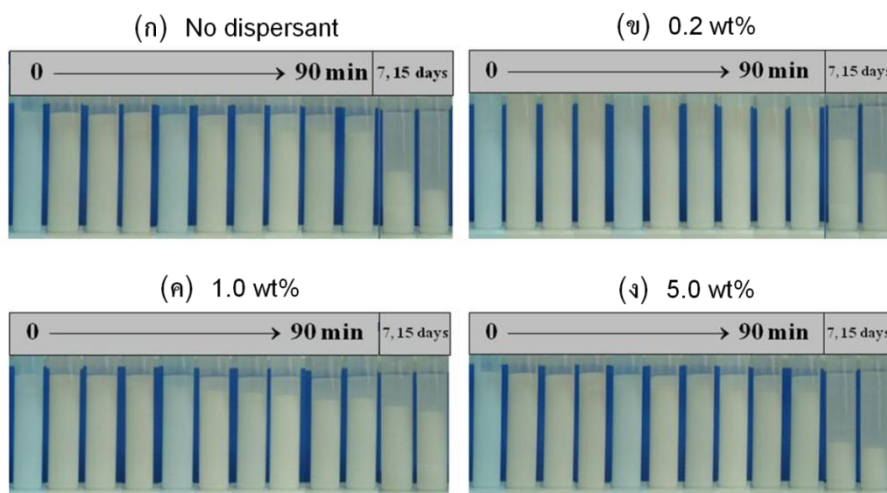 (ก) No dispersant
0 → 90 min 7, 15 days
(ข) 0.2 wt%
0 → 90 min 7, 15 days
(ค) 1.0 wt%
0 → 90 min 7, 15 days
(ง) 5.0 wt%
0 → 90 min 7, 15 days